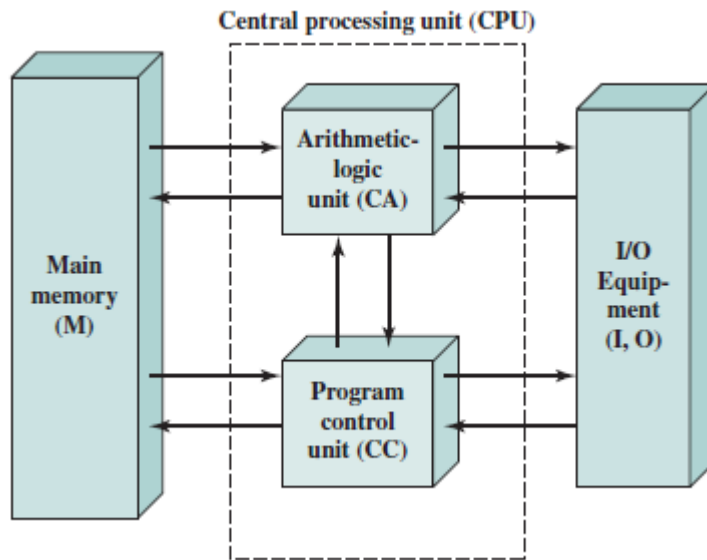 Central processing unit (CPU)
Main
memory
(M)
Arithmetic-
logic
unit (CA)
Program
control
unit (CC)
I/O
Equip-
ment
(I, O)